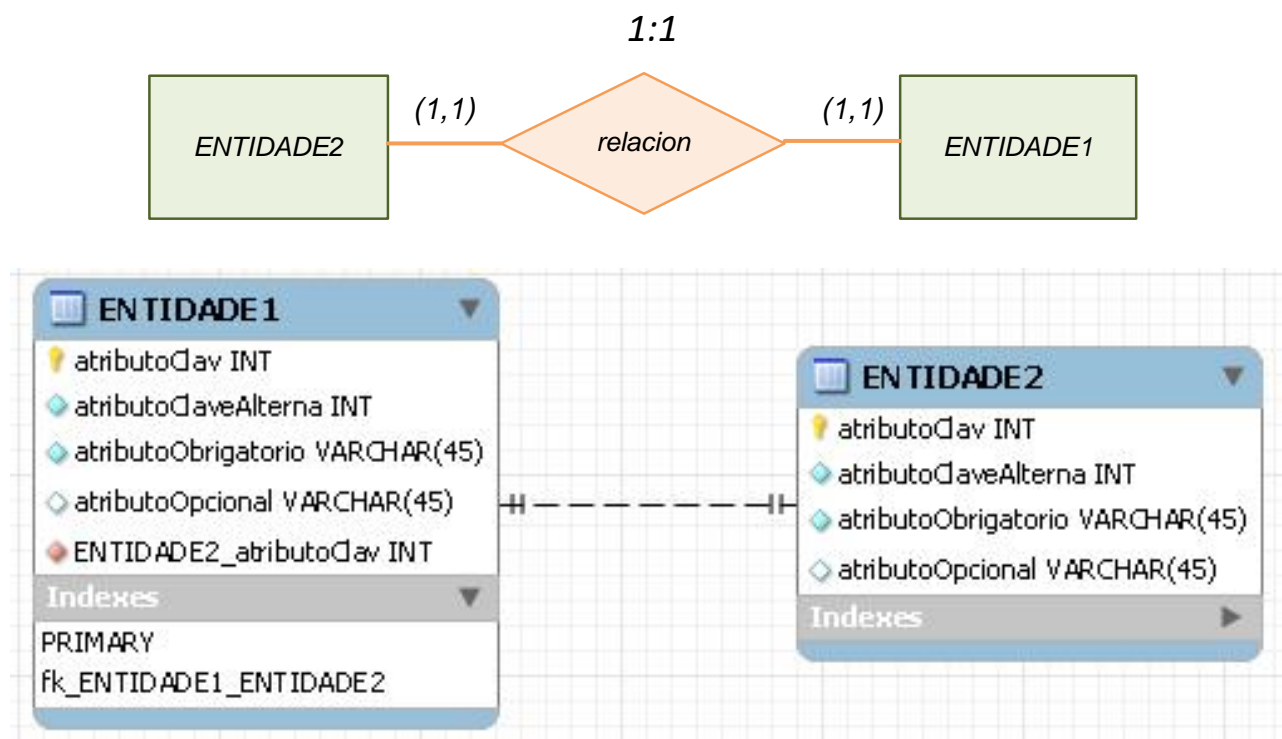 1:1
ENTIDADE2
(1,1)
relacion
(1,1)
ENTIDADE1
ENTIDADE1
atributoClav INT
atributoClaveAlterna INT
atributoObrigatorio VARCHAR(45)
atributoOpcional VARCHAR(45)
ENTIDADE2_atributoClav INT
Indexes
PRIMARY
fk_ENTIDADE1_ENTIDADE2
ENTIDADE2
atributoClav INT
atributoClaveAlterna INT
atributoObrigatorio VARCHAR(45)
atributoOpcional VARCHAR(45)
Indexes